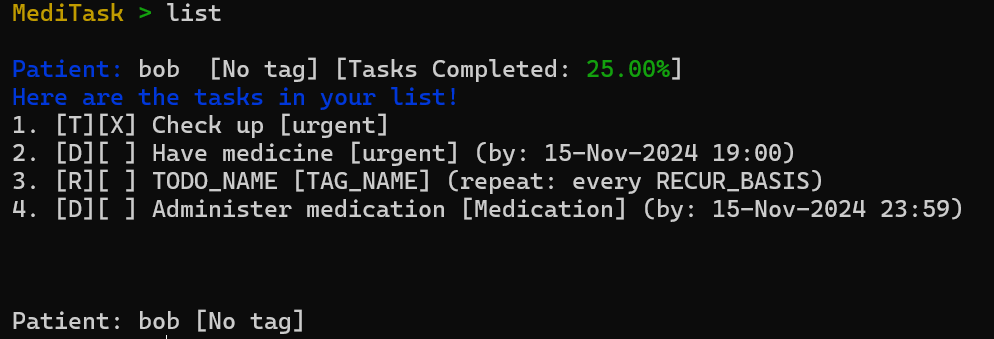 MediTask > list
Patient: bob  [No tag] [Tasks Completed: 25.00%]
Here are the tasks in your list!
1. [T][X] Check up [urgent]
2. [D][ ] Have medicine [urgent] (by: 15-Nov-2024 19:00)
3. [R][ ] TODO_NAME [TAG_NAME] (repeat: every RECUR_BASIS)
4. [D][ ] Administer medication [Medication] (by: 15-Nov-2024 23:59)
Patient: bob [No tag]